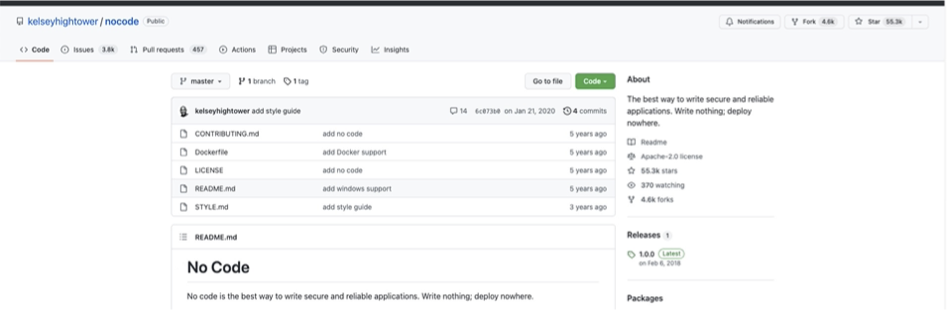 kelseyhightower / nocode Public
Notifications Fork 4.6k Star 55.3k
Code Issues 3.8k Pull requests 457 Actions Projects Security Insights
master 1 branch 1 tag Go to file Code
kelseyhightower add style guide 14 6c073b0 on Jan 21, 2020 4 commits
CONTRIBUTING.md add no code 5 years ago
Dockerfile add Docker support 5 years ago
LICENSE add no code 5 years ago
README.md add windows support 5 years ago
STYLE.md add style guide 3 years ago
README.md
No Code
No code is the best way to write secure and reliable applications. Write nothing; deploy nowhere.
About
The best way to write secure and reliable
applications. Write nothing; deploy
nowhere.
Readme
Apache-2.0 license
55.3k stars
370 watching
4.6k forks
Releases 1
1.0.0 Latest
on Feb 6, 2018
Packages